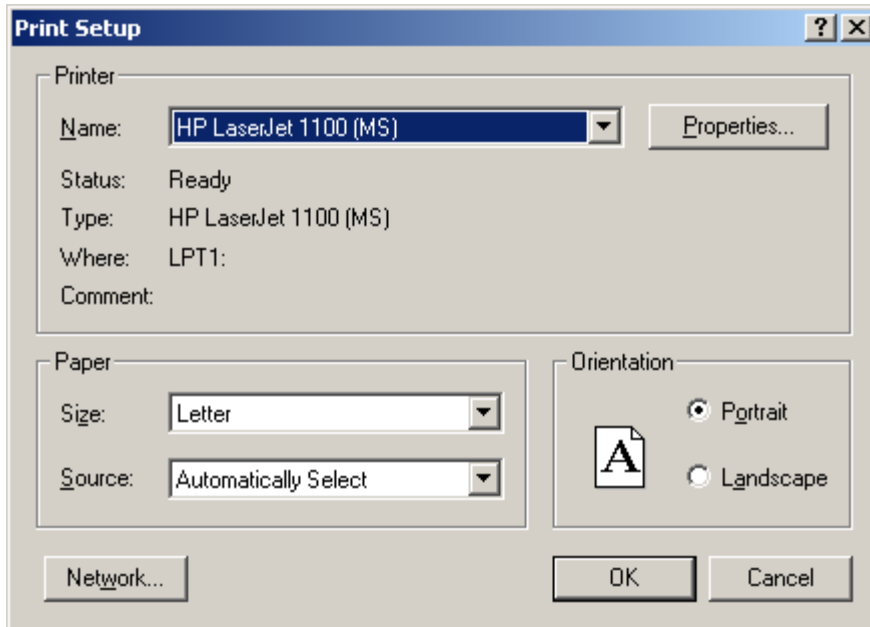 Print Setup
Printer
Name: HP LaserJet 1100 (MS) Properties...
Status: Ready
Type: HP LaserJet 1100 (MS)
Where: LPT1:
Comment:
Paper
Size: Letter
Source: Automatically Select
Orientation
A
Portrait
Landscape
Network... OK Cancel